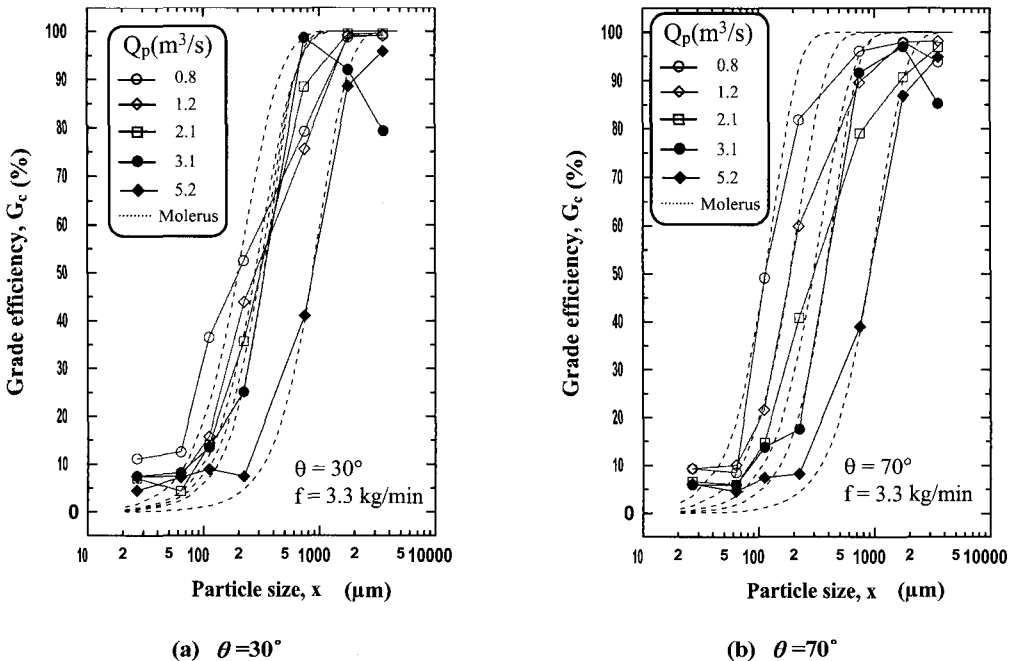 Grade efficiency, G_c (%)
100
90
80
70
60
50
40
30
20
10
0
Q_p(m³/s)
0.8
1.2
2.1
3.1
5.2
Molerus
θ = 30°
f = 3.3 kg/min
10 2 5 100 2 5 1000 2 5 10000
Particle size, x (µm)
(a) θ =30°
Grade efficiency, G_c (%)
100
90
80
70
60
50
40
30
20
10
0
Q_p(m³/s)
0.8
1.2
2.1
3.1
5.2
Molerus
θ = 70°
f = 3.3 kg/min
10 2 5 100 2 5 1000 2 5 10000
Particle size, x (µm)
(b) θ =70°